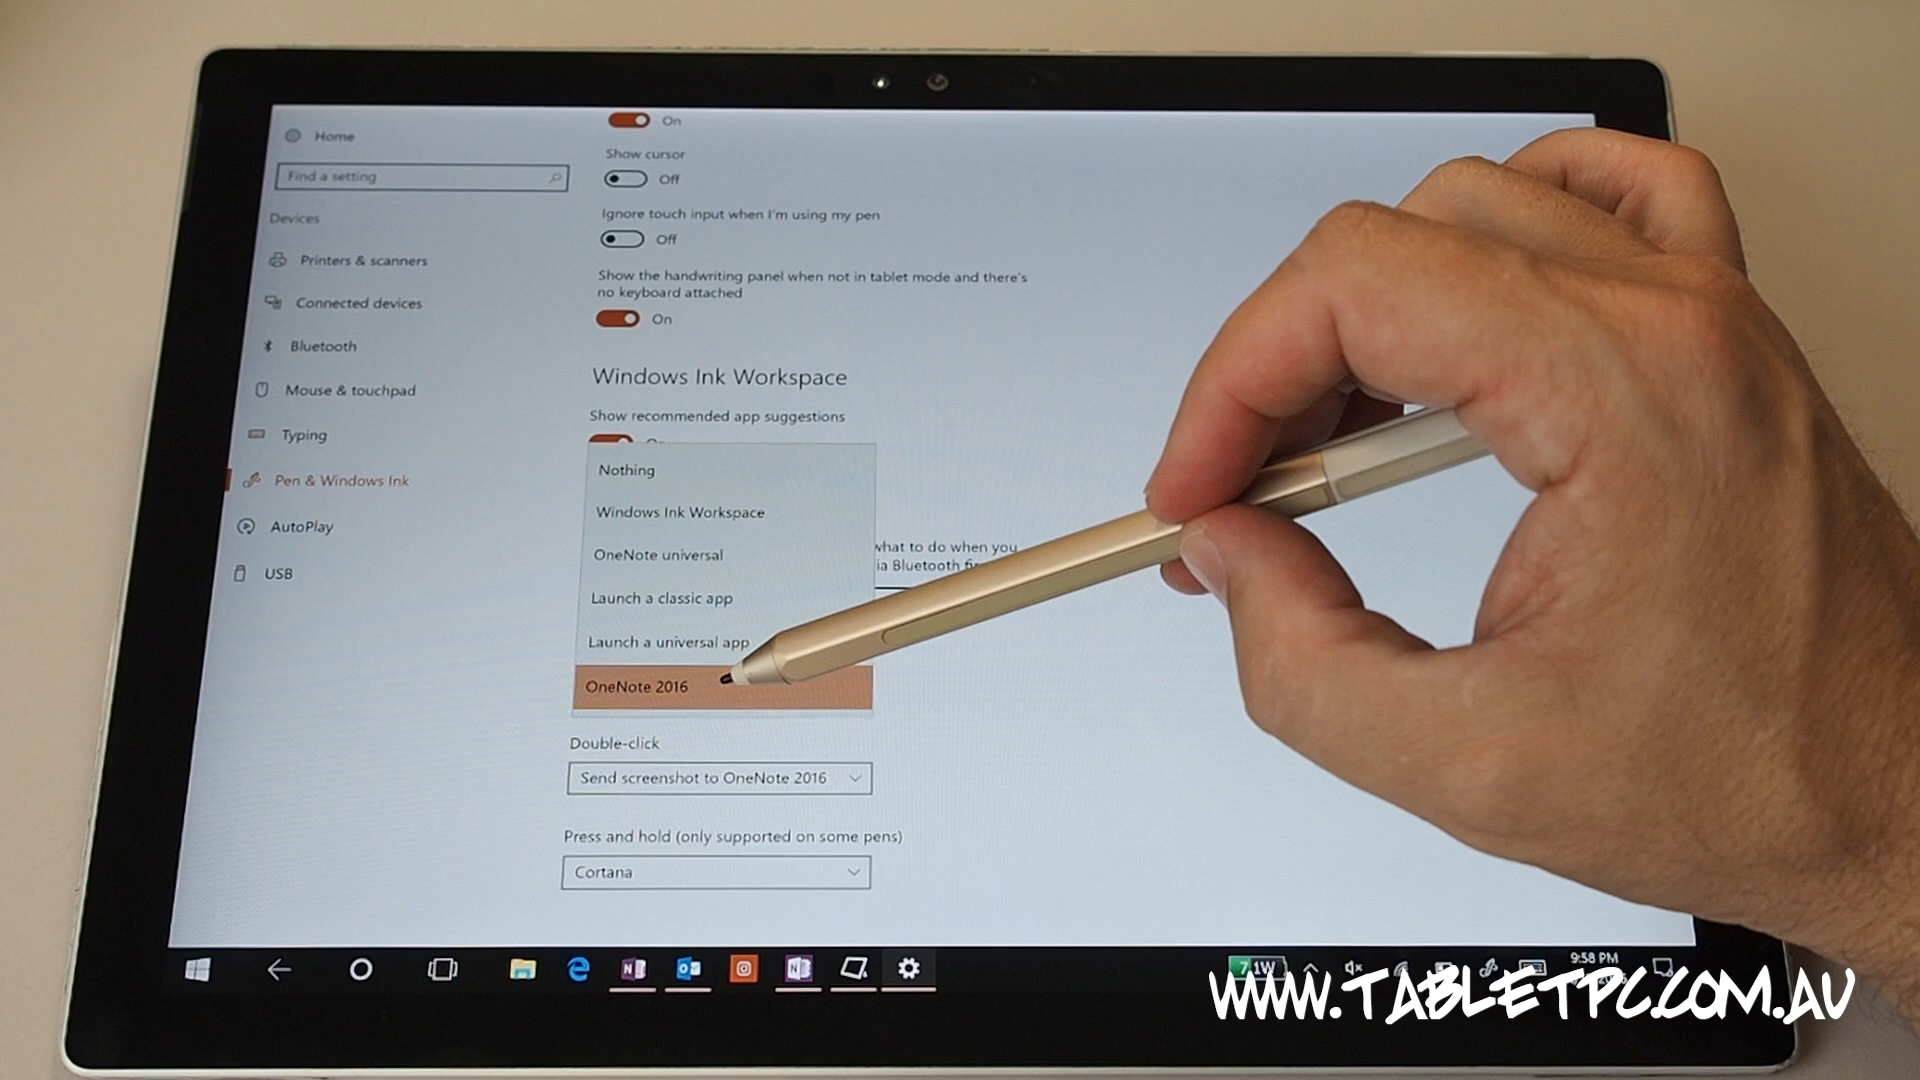 Home
On
Find a setting
Show cursor
Off
Devices
Ignore touch input when I'm using my pen
Off
Printers & scanners
Show the handwriting panel when not in tablet mode and there's
no keyboard attached
Connected devices
On
Bluetooth
Mouse & touchpad
Windows Ink Workspace
Typing
Show recommended app suggestions
Pen & Windows Ink
Nothing
AutoPlay
Windows Ink Workspace
USB
OneNote universal
what to do when you
via Bluetooth
Launch a classic app
Launch a universal app
OneNote 2016
Double-click
Send screenshot to OneNote 2016
Press and hold (only supported on some pens)
Cortana
9:58 PM
WWW.TABLETPC.COM.AU